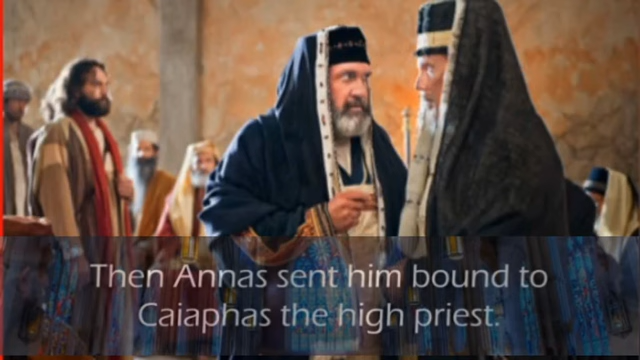 Then Annas sent him bound to
Caiaphas the high priest.